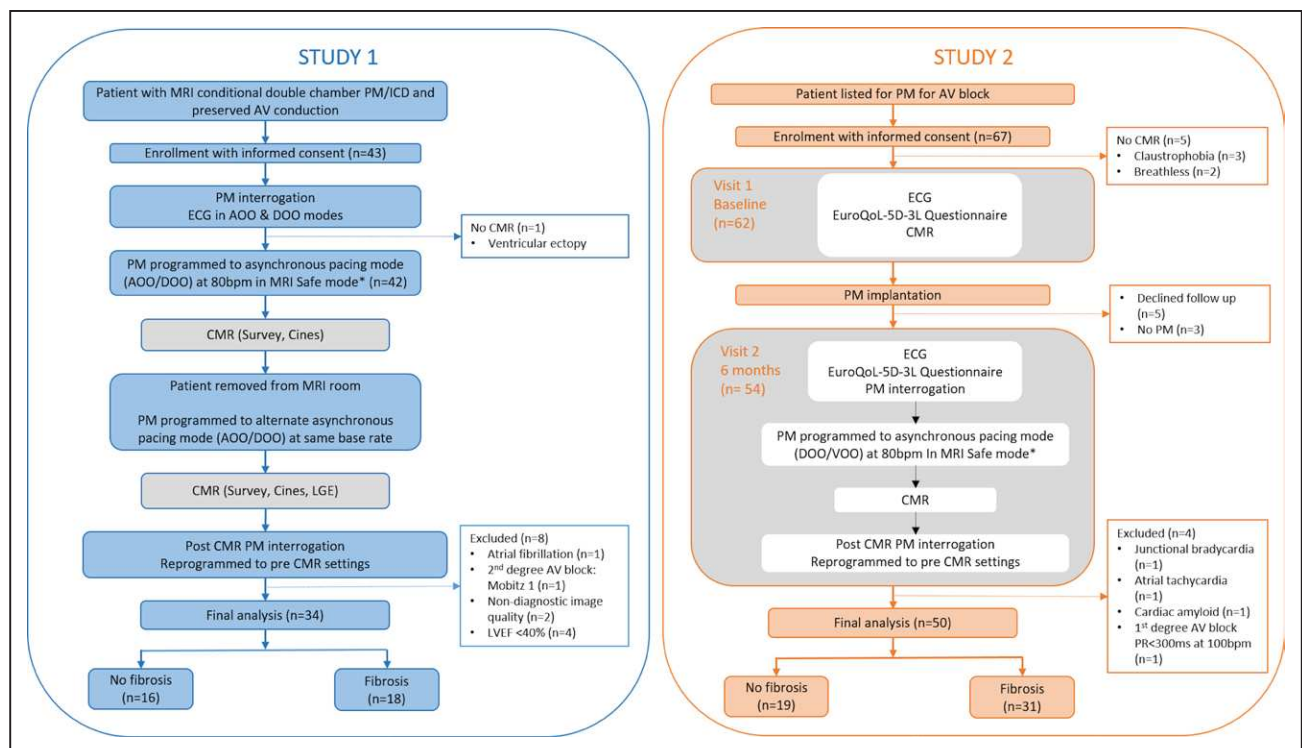 STUDY 1
Patient with MRI conditional double chamber PM/ICD and
preserved AV conduction
Enrollment with informed consent (n=43)
PM interrogation
ECG in AOO & DOO modes
No CMR (n=1)
• Ventricular ectopy
PM programmed to asynchronous pacing mode
(AOO/DOO) at 80bpm in MRI Safe mode* (n=42)
CMR (Survey, Cines)
Patient removed from MRI room
PM programmed to alternate asynchronous
pacing mode (AOO/DOO) at same base rate
CMR (Survey, Cines, LGE)
Post CMR PM interrogation
Reprogrammed to pre CMR settings
Excluded (n=8)
• Atrial fibrillation (n=1)
• 2nd degree AV block:
Mobitz 1 (n=1)
• Non-diagnostic image
quality (n=2)
• LVEF <40% (n=4)
Final analysis (n=34)
No fibrosis
(n=16)
Fibrosis
(n=18)
STUDY 2
Patient listed for PM for AV block
Enrolment with informed consent (n=67)
No CMR (n=5)
• Claustrophobia (n=3)
• Breathless (n=2)
Visit 1
Baseline
(n=62)
ECG
EuroQoL-5D-3L Questionnaire
CMR
PM implantation
• Declined follow up
(n=5)
• No PM (n=3)
Visit 2
6 months
(n= 54)
ECG
EuroQoL-5D-3L Questionnaire
PM interrogation
PM programmed to asynchronous pacing mode
(DOO/VOO) at 80bpm In MRI Safe mode*
CMR
Post CMR PM interrogation
Reprogrammed to pre CMR settings
Excluded (n=4)
• Junctional bradycardia
(n=1)
• Atrial tachycardia
(n=1)
• Cardiac amyloid (n=1)
• 1st degree AV block
PR<300ms at 100bpm
(n=1)
Final analysis (n=50)
No fibrosis
(n=19)
Fibrosis
(n=31)